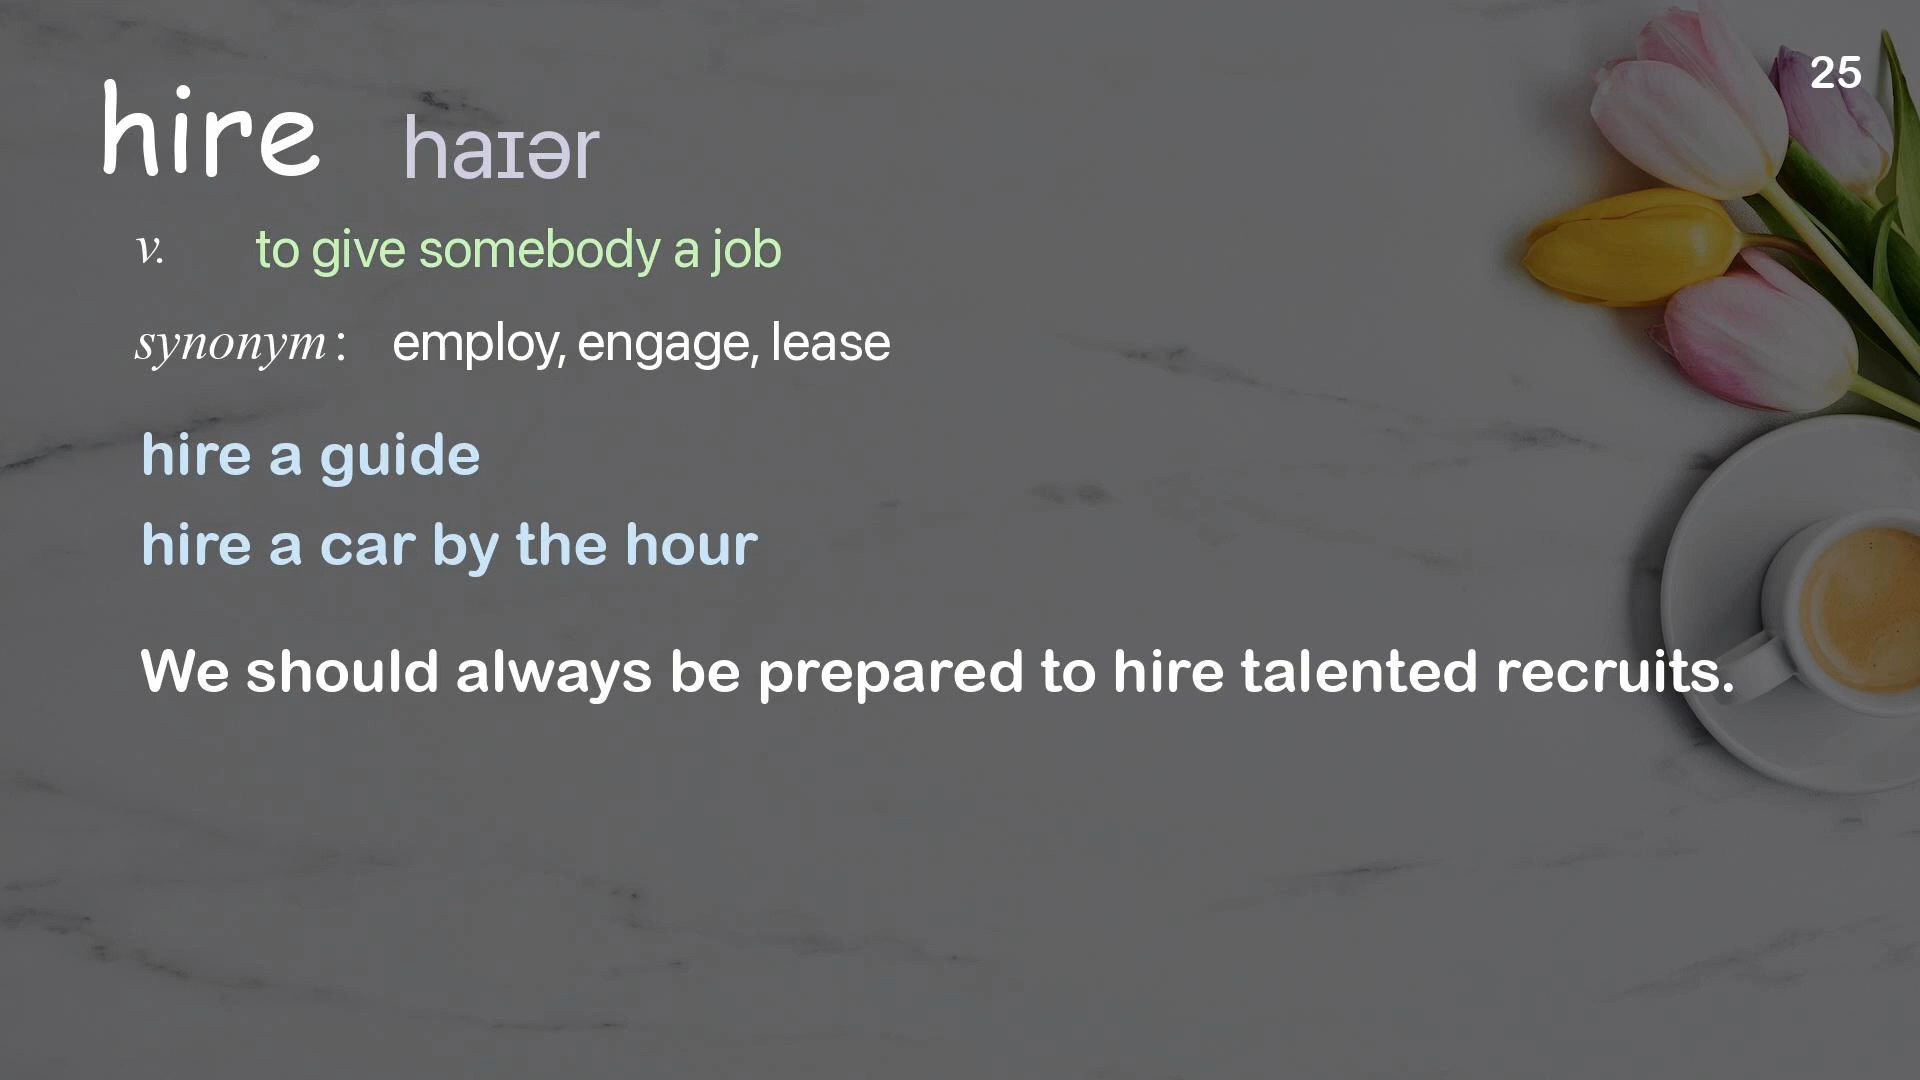 25
hire haɪər
v. to give somebody a job
synonym: employ, engage, lease
hire a guide
hire a car by the hour
We should always be prepared to hire talented recruits.